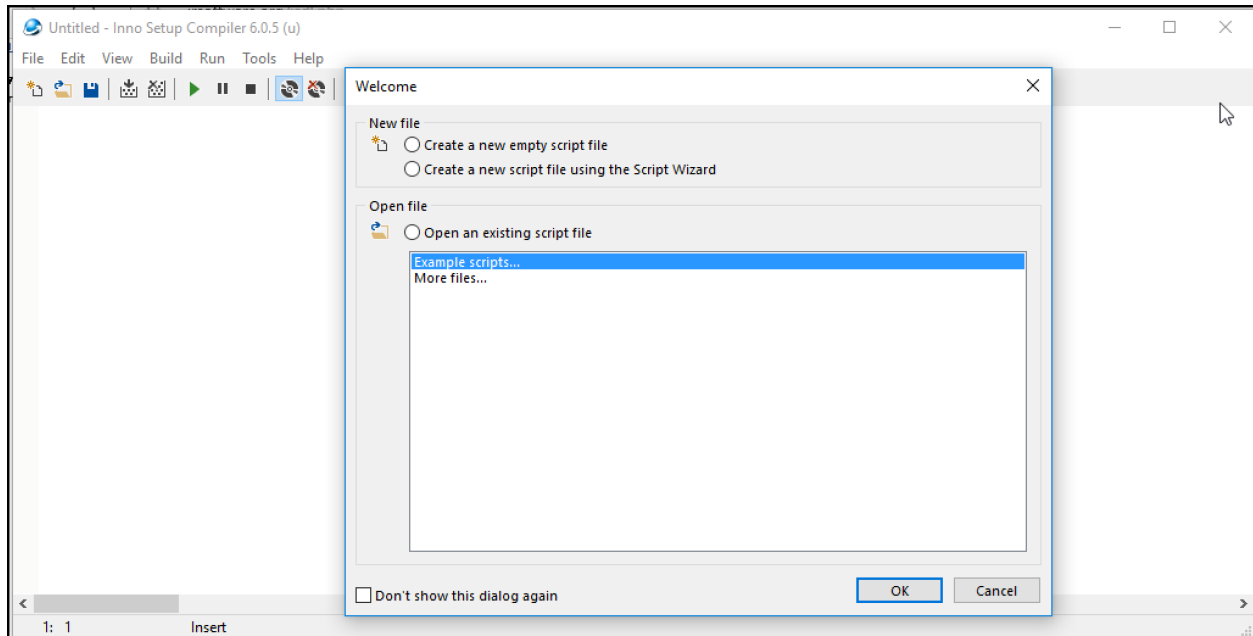 Untitled - Inno Setup Compiler 6.0.5 (u)
File Edit View Build Run Tools Help
Welcome
New file
Create a new empty script file
Create a new script file using the Script Wizard
Open file
Open an existing script file
Example scripts...
More files...
Don't show this dialog again
OK Cancel
1: 1 Insert